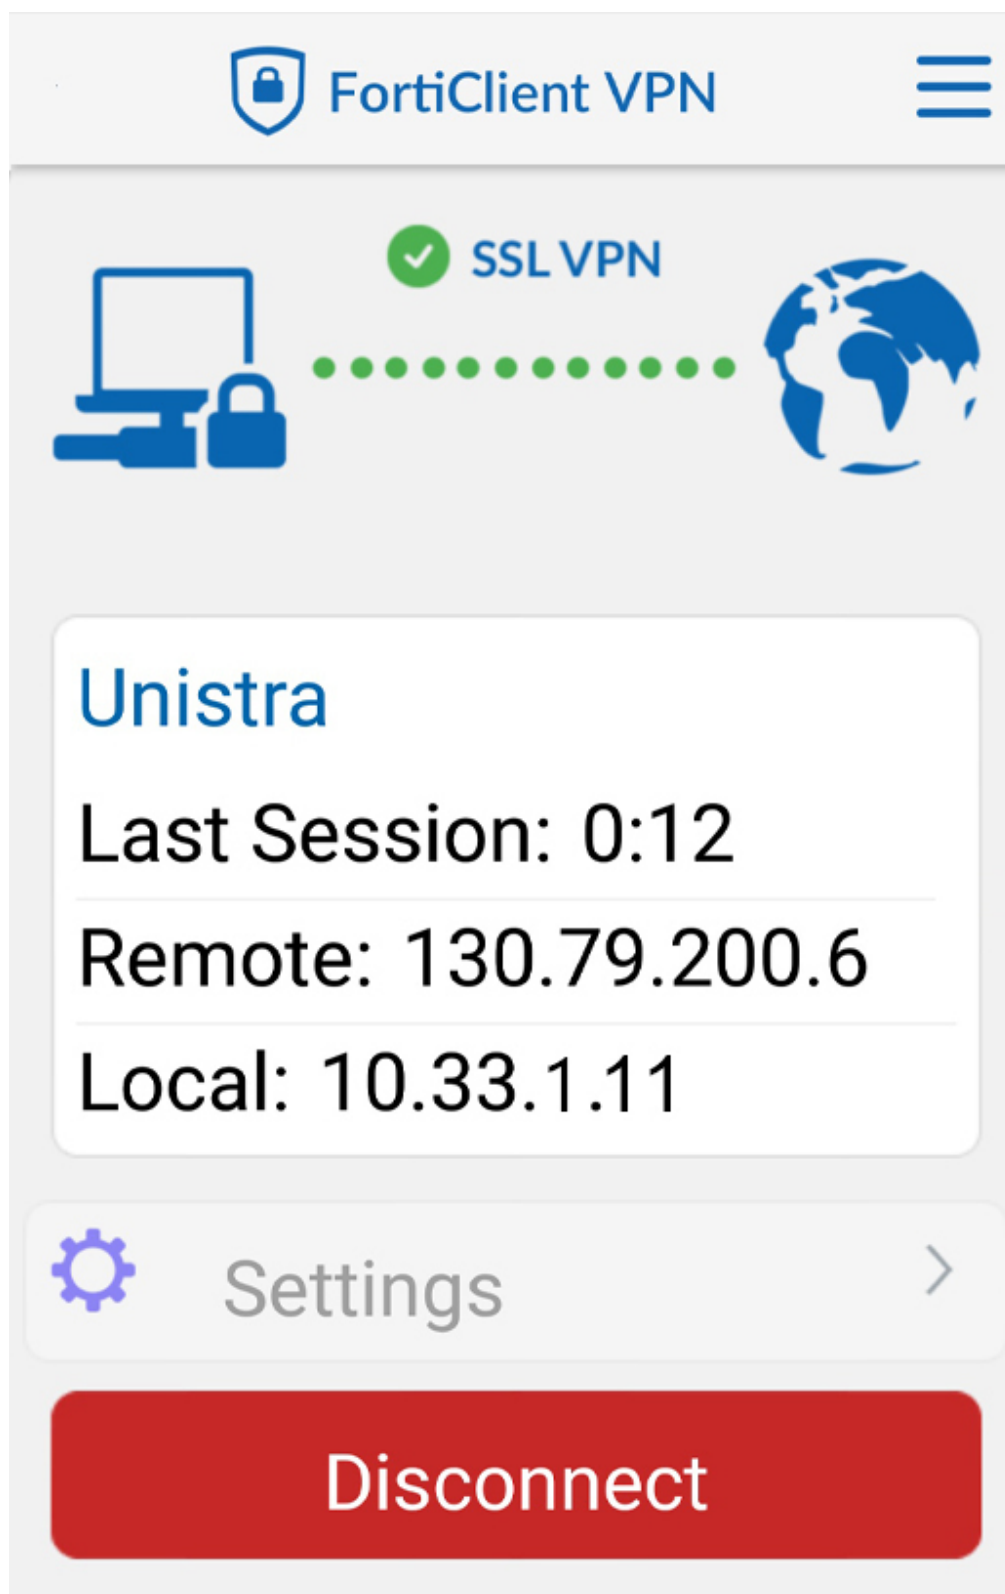 FortiClient VPN
SSL VPN
Unistra
Last Session: 0:12
Remote: 130.79.200.6
Local: 10.33.1.11
Settings
Disconnect